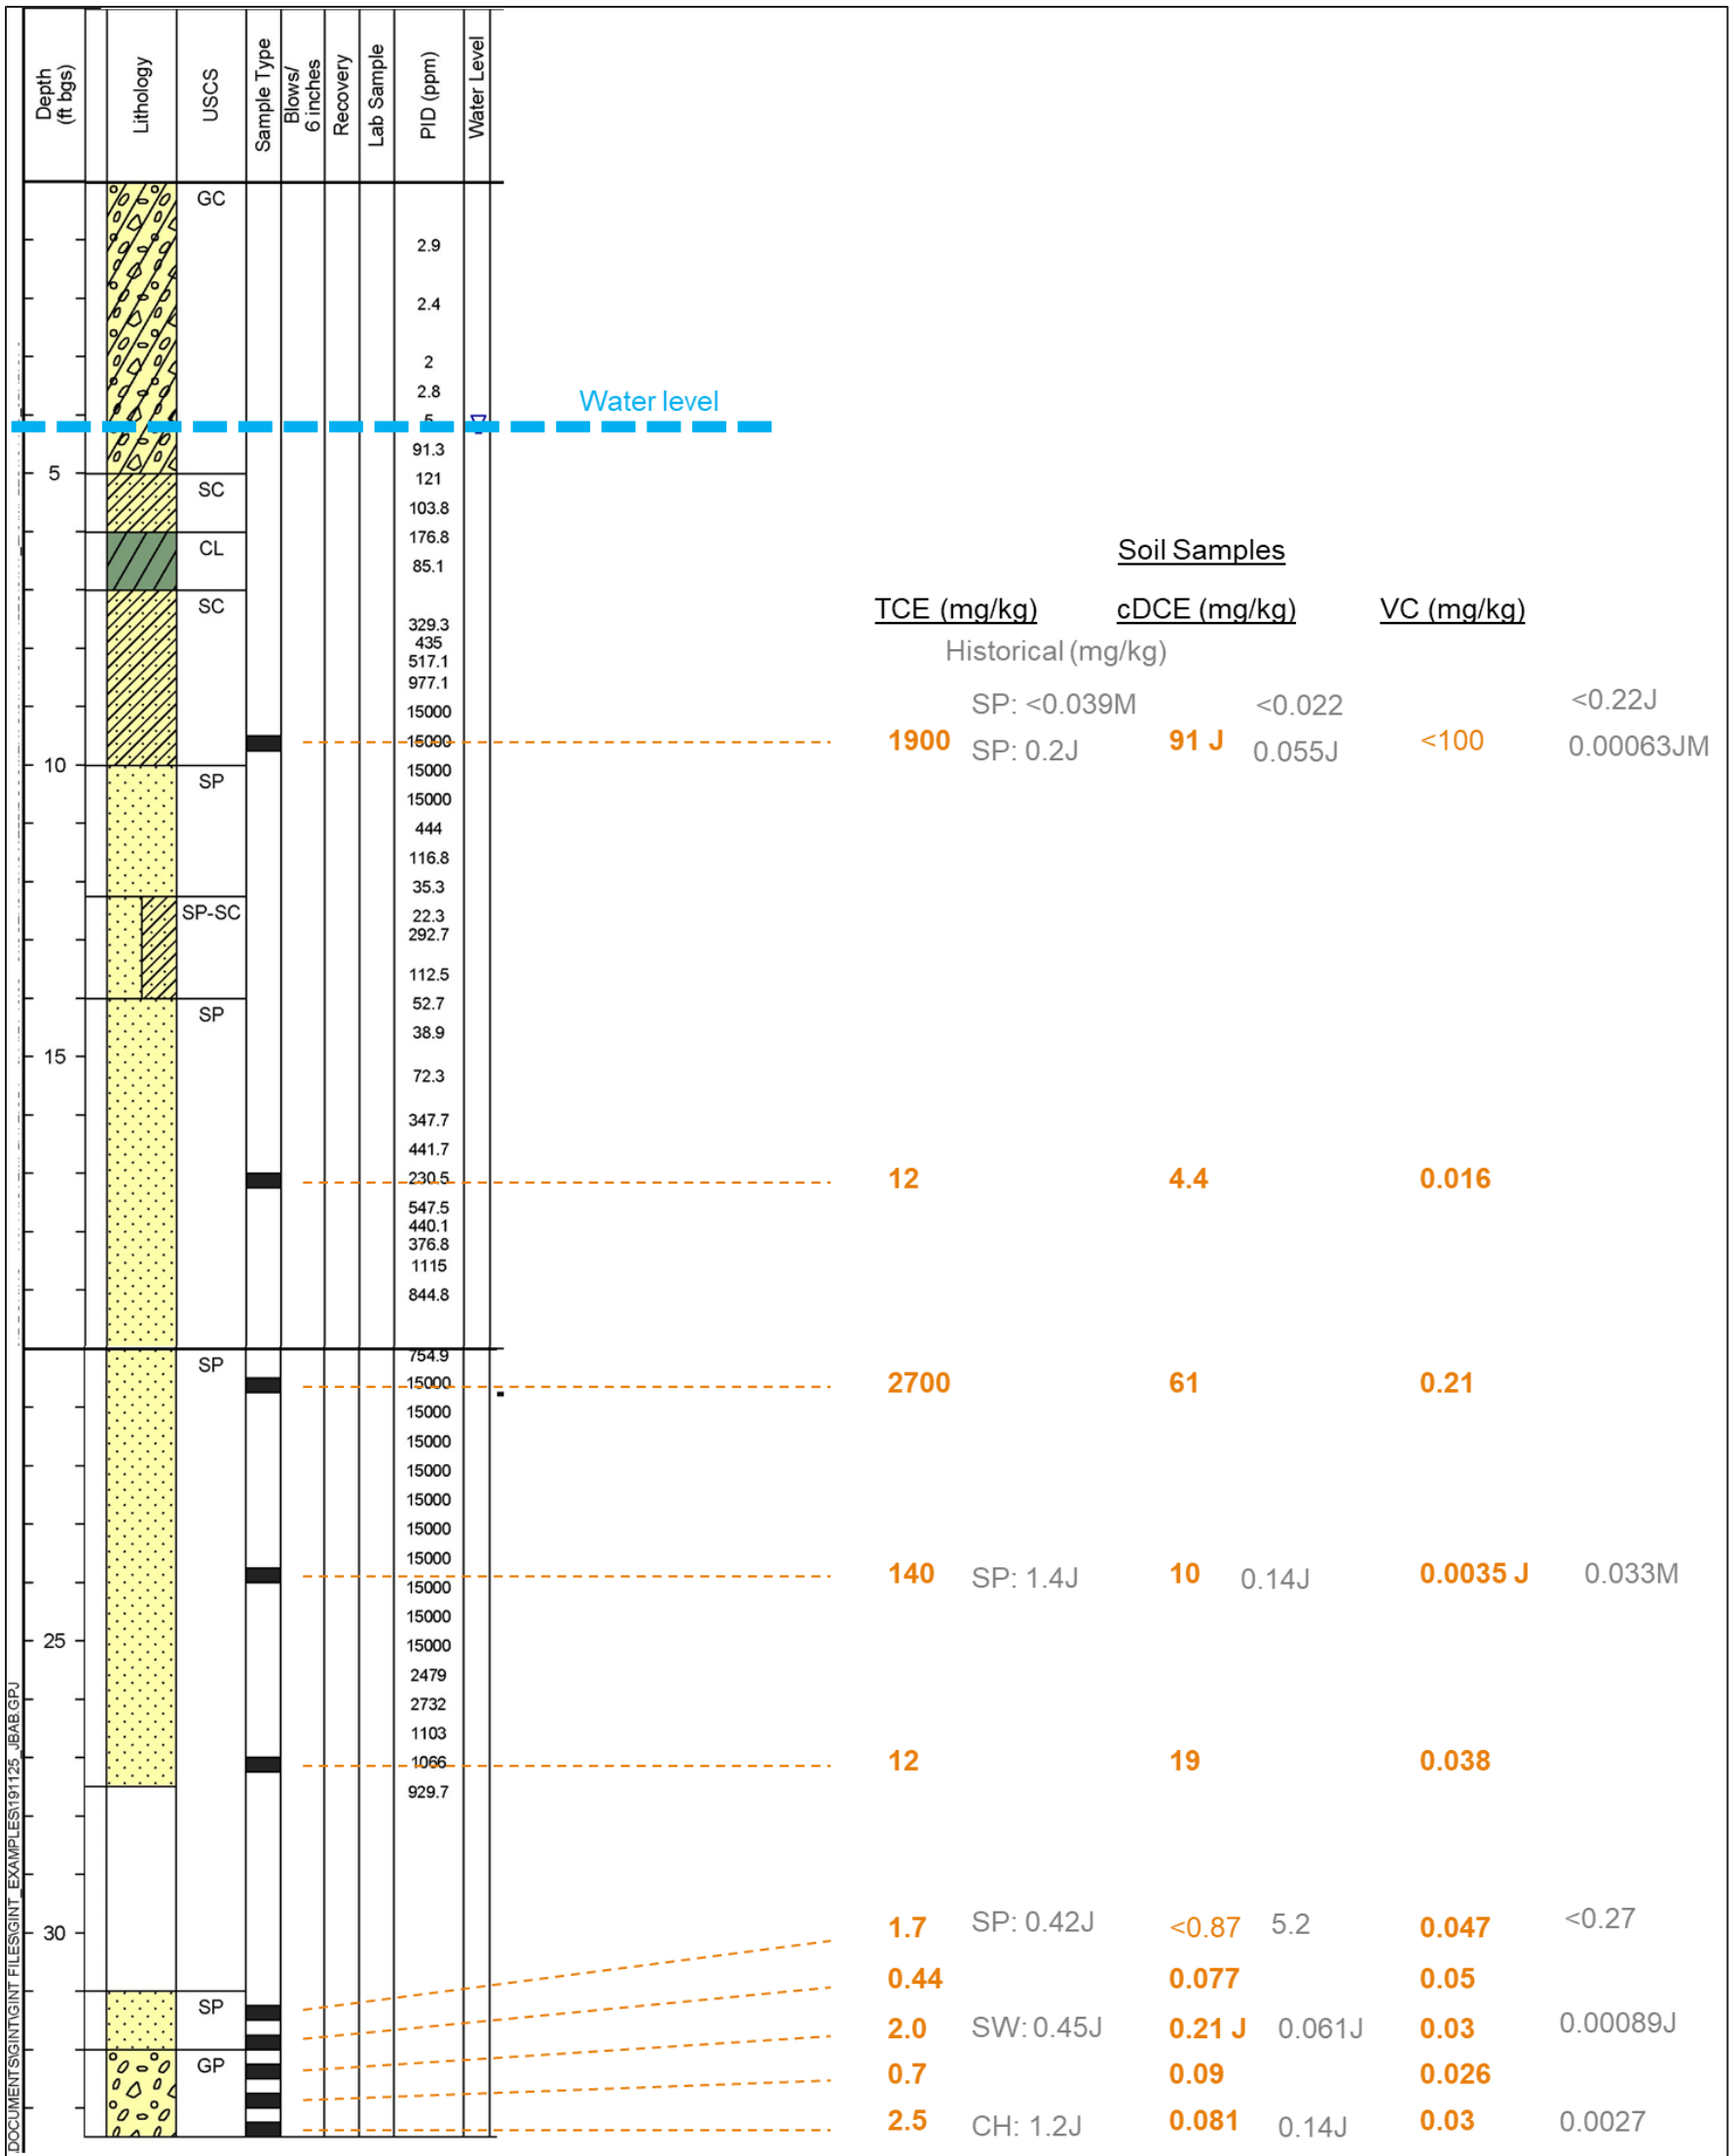 Depth (ft bgs) Lithology USCS Sample Type Blows/ 6 inches Recovery Lab Sample PID (ppm) Water Level
GC
2.9
2.4
2
2.8
Water level
5
91.3
5 121
SC
103.8
176.8
CL
85.1
Soil Samples
SC
TCE (mg/kg) cDCE (mg/kg) VC (mg/kg)
329.3
435
Historical (mg/kg)
517.1
977.1
SP: <0.039M <0.022 <0.22J
15000
15000 1900 SP: 0.2J 91 J 0.055J <100 0.00063JM
10 15000
SP
15000
444
116.8
35.3
SP-SC 22.3
292.7
112.5
52.7
SP
38.9
15
72.3
347.7
441.7
230.5 12 4.4 0.016
547.5
440.1
376.8
1115
844.8
754.9
SP
15000 2700 61 0.21
15000
15000
15000
15000
15000
15000
140 SP: 1.4J 10 0.14J 0.0035 J 0.033M
15000
15000
25 15000
2479
2732
1103
1066 12 19 0.038
929.7
30 1.7 SP: 0.42J <0.87 5.2 0.047 <0.27
0.44 0.077 0.05
SP
2.0 SW: 0.45J 0.21 J 0.061J 0.03 0.00089J
GP
0.7 0.09 0.026
2.5 CH: 1.2J 0.081 0.14J 0.03 0.0027
\DOCUMENTS\GINT\GINT FILES\GINT_EXAMPLES\191125_JBAB.GPJ